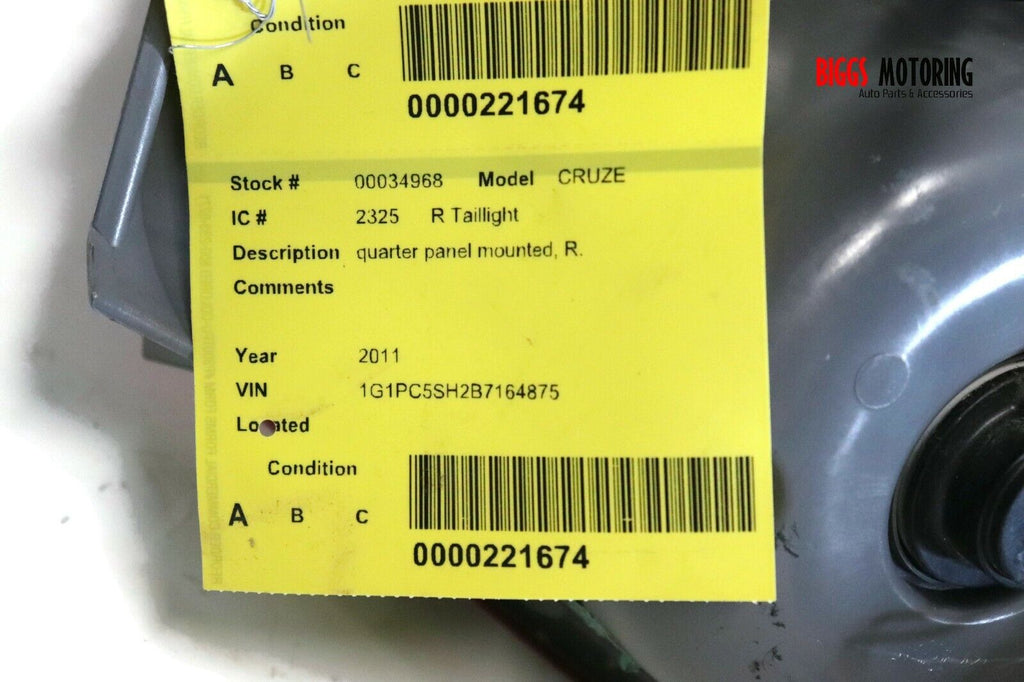 Condition
A B C
0000221674
BIGGS MOTORING
Auto Parts & Accessories
Stock # 00034968 Model CRUZE
IC # 2325 R Taillight
Description quarter panel mounted, R.
Comments
Year 2011
VIN 1G1PC5SH2B7164875
Located
Condition
A B C
0000221674